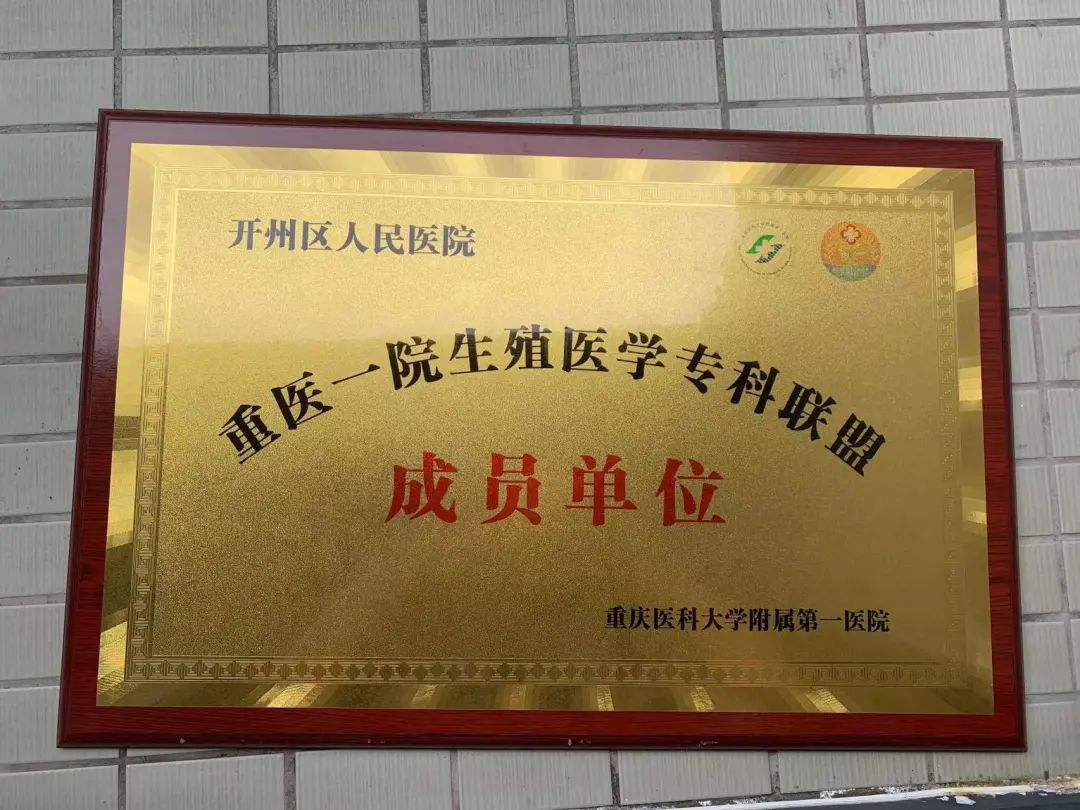 开州区人民医院
重医一院生殖医学专科联盟
成员单位
重庆医科大学附属第一医院